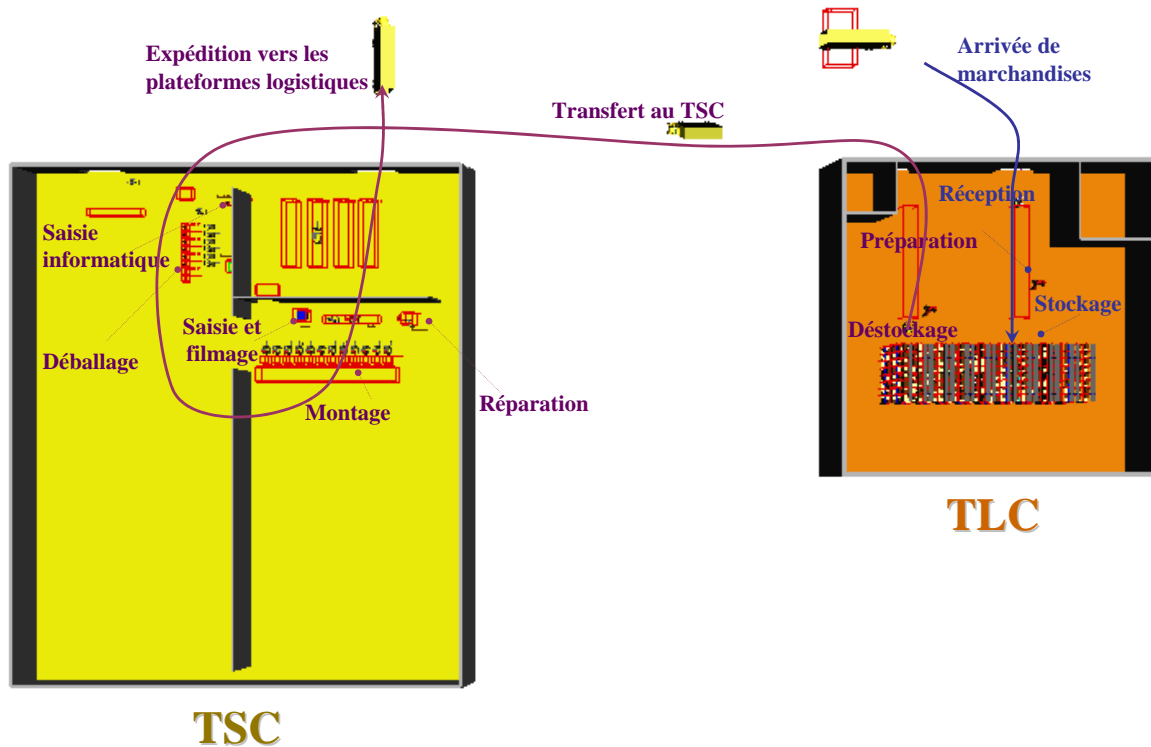 Expédition vers les
plateformes logistiques
Arrivée de
marchandises
Transfert au TSC
Saisie
informatique
Réception
Préparation
Stockage
Déstockage
Saisie et
filmage
Déballage
Montage
Réparation
TLC
TSC